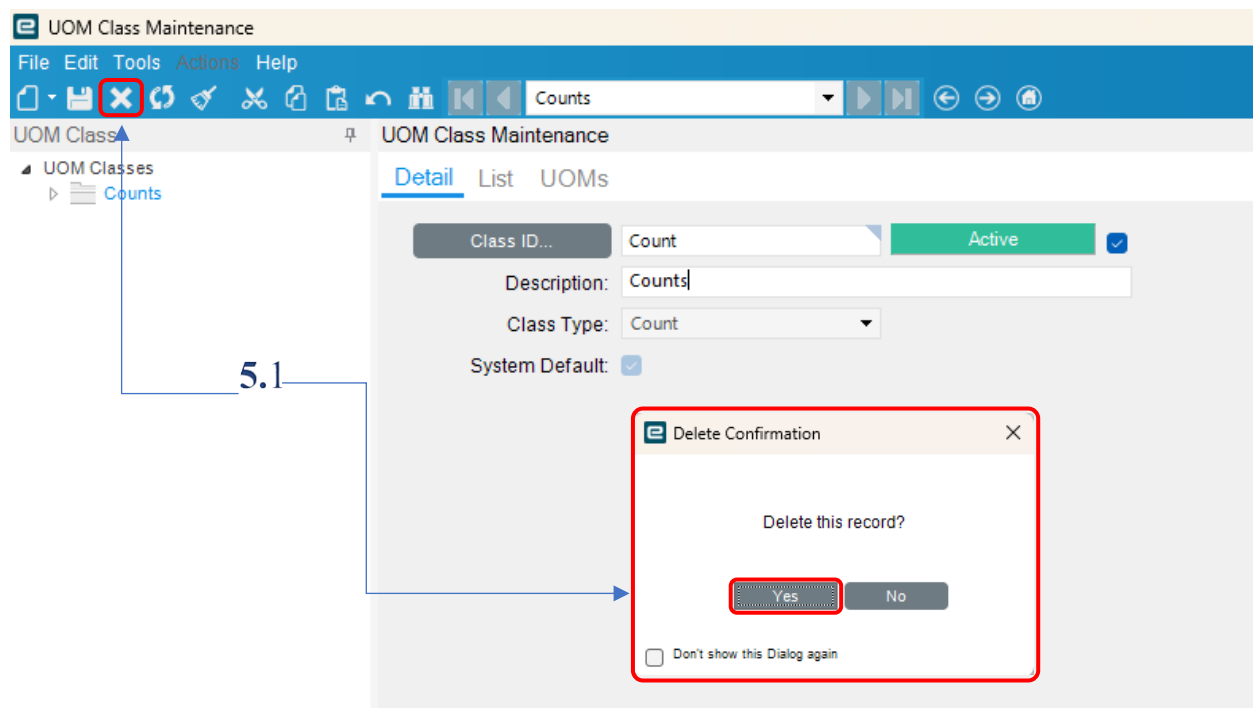 UOM Class Maintenance
File Edit Tools Actions Help
Counts
UOM Class
UOM Class Maintenance
UOM Classes
Counts
Detail List UOMs
Class ID... Count Active
Description: Counts
Class Type: Count
System Default:
5.1
Delete Confirmation
Delete this record?
Yes No
Don't show this Dialog again